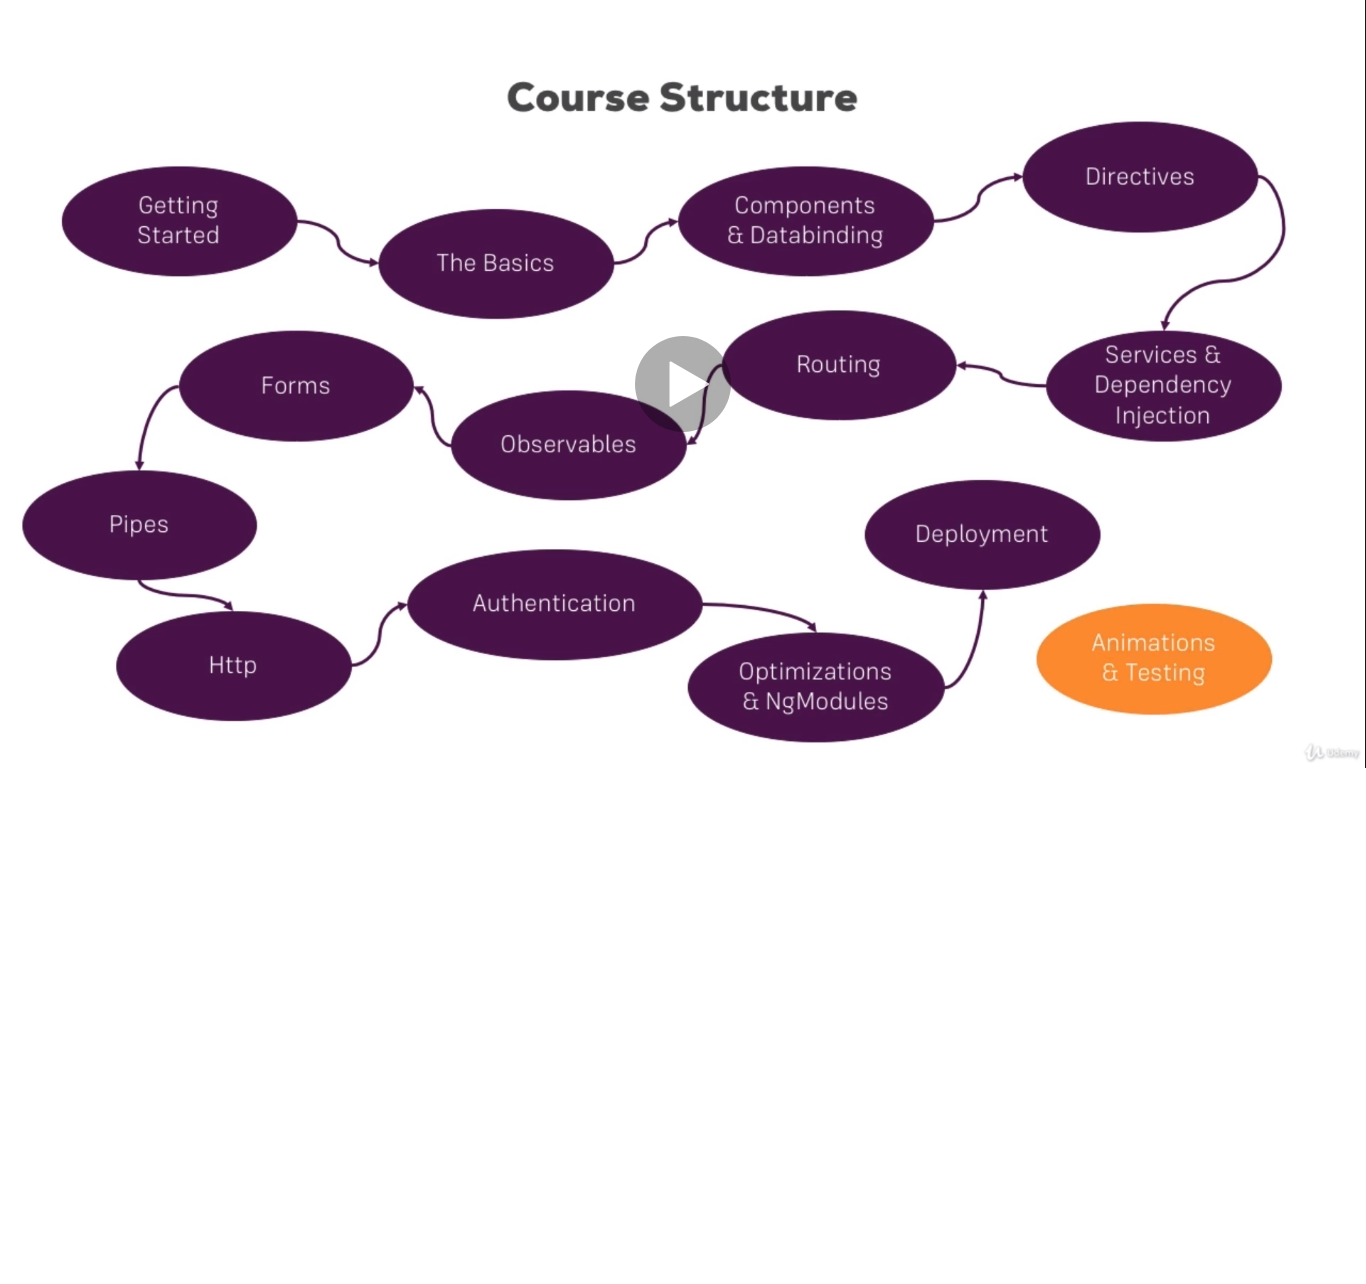 Course Structure
Getting
Started
The Basics
Components
& Databinding
Directives
Services &
Dependency
Injection
Routing
Observables
Forms
Pipes
Http
Authentication
Optimizations
& NgModules
Deployment
Animations
& Testing
Udemy